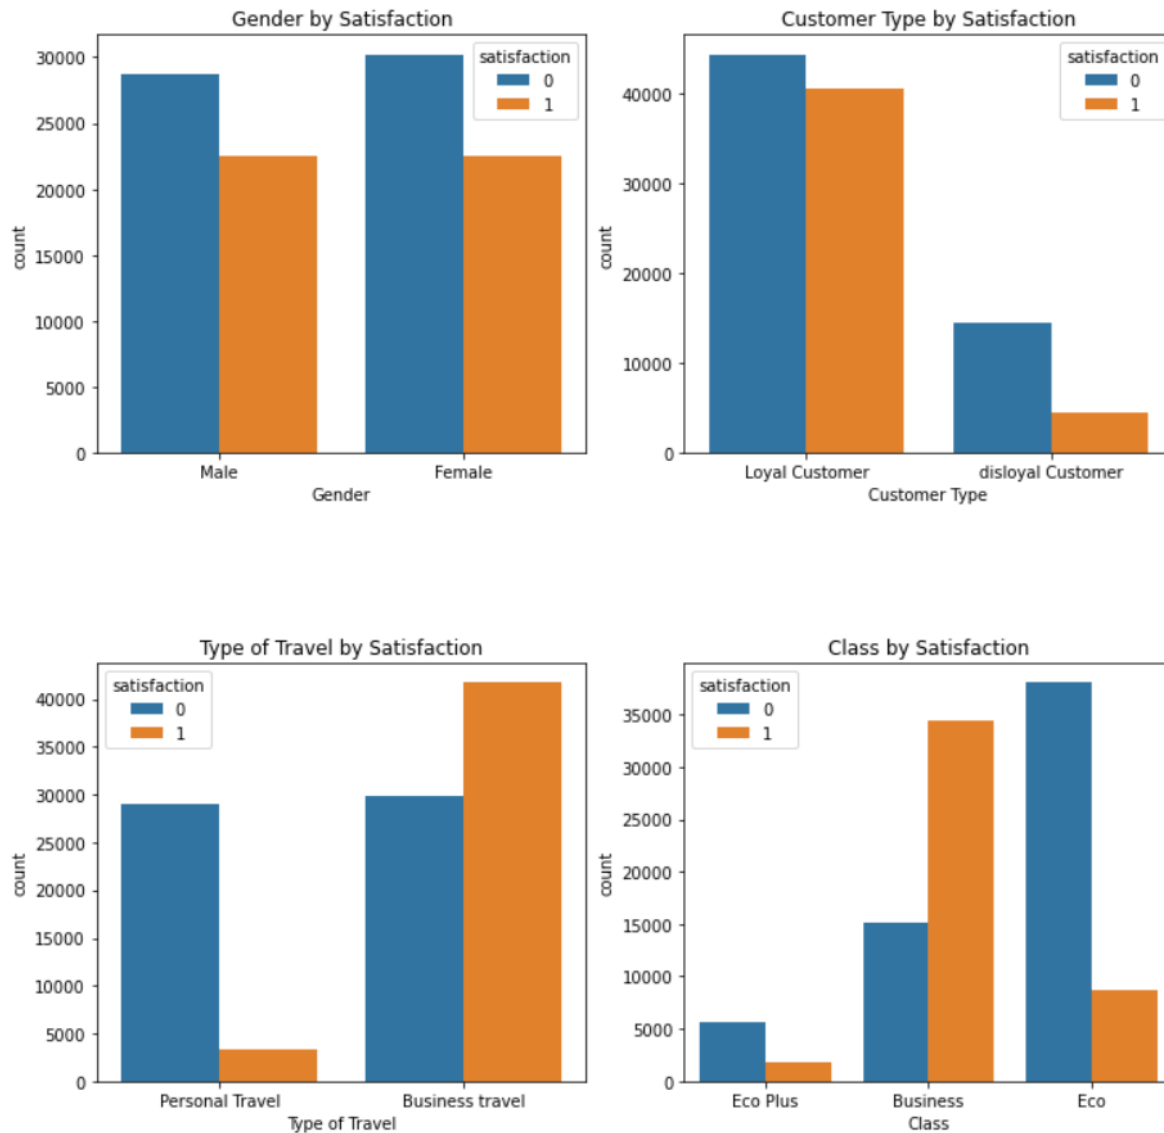 Gender by Satisfaction
satisfaction
0
1
30000
25000
20000
15000
10000
5000
0
count
Male
Female
Gender
Customer Type by Satisfaction
satisfaction
0
1
40000
30000
20000
10000
0
count
Loyal Customer
disloyal Customer
Customer Type
Type of Travel by Satisfaction
satisfaction
0
1
40000
35000
30000
25000
20000
15000
10000
5000
0
count
Personal Travel
Business travel
Type of Travel
Class by Satisfaction
satisfaction
0
1
35000
30000
25000
20000
15000
10000
5000
0
count
Eco Plus
Business
Eco
Class